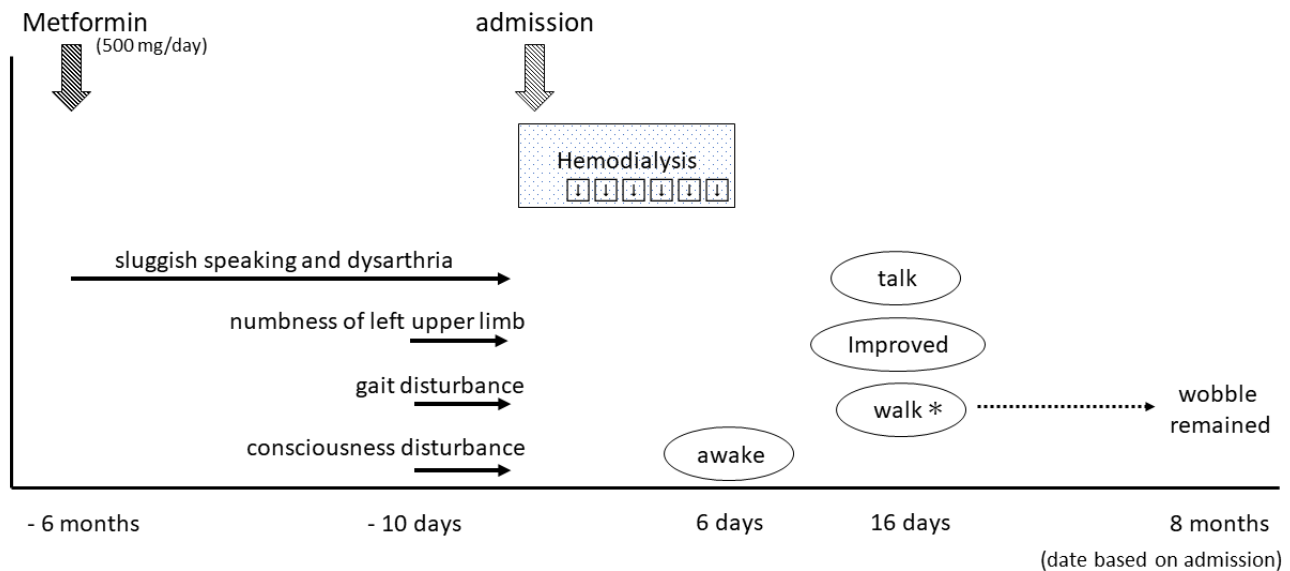 Metformin
(500 mg/day)
admission
Hemodialysis
↓ ↓ ↓ ↓ ↓ ↓
sluggish speaking and dysarthria
talk
numbness of left upper limb
Improved
gait disturbance
walk *
wobble
remained
consciousness disturbance
awake
- 6 months
- 10 days
6 days
16 days
8 months
(date based on admission)